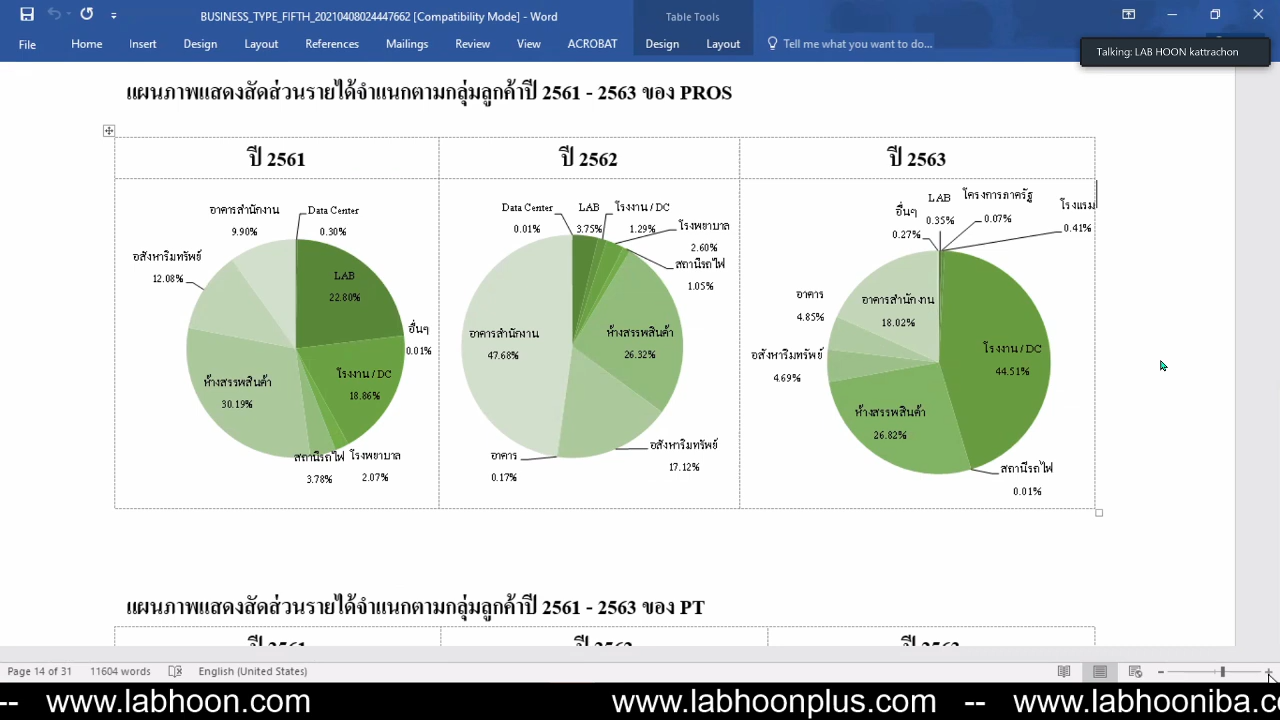 BUSINESS_TYPE_FIFTH_20210408024447662 [Compatibility Mode] - Word
Table Tools
File Home Insert Design Layout References Mailings Review View ACROBAT Design Layout Tell me what you want to do...
Talking: LAB HOON kattrachon
แผนภาพแสดงสัดส่วนรายได้จำแนกตามกลุ่มลูกค้าปี 2561 - 2563 ของ PROS
ปี 2561
อาคารสำนักงาน
9.90%
Data Center
0.30%
อสังหาริมทรัพย์
12.08%
LAB
22.80%
อื่นๆ
0.01%
โรงงาน / DC
18.86%
ห้างสรรพสินค้า
30.19%
สถานีรถไฟ
3.78%
โรงพยาบาล
2.07%
ปี 2562
Data Center
0.01%
LAB
3.75%
โรงงาน / DC
1.29%
โรงพยาบาล
2.60%
สถานีรถไฟ
1.05%
อาคารสำนักงาน
47.68%
ห้างสรรพสินค้า
26.32%
อาคาร
0.17%
อสังหาริมทรัพย์
17.12%
ปี 2563
อื่นๆ
0.27%
LAB
0.35%
โครงการภาครัฐ
0.07%
โรงแรม
0.41%
อาคาร
4.85%
อาคารสำนักงาน
18.02%
อสังหาริมทรัพย์
4.69%
โรงงาน / DC
44.51%
ห้างสรรพสินค้า
26.82%
สถานีรถไฟ
0.01%
แผนภาพแสดงสัดส่วนรายได้จำแนกตามกลุ่มลูกค้าปี 2561 - 2563 ของ PT
ปี 2561 ปี 2562 ปี 2563
Page 14 of 31 11604 words English (United States)
-- www.labhoon.com www.labhoonplus.com -- www.labhooniba.c